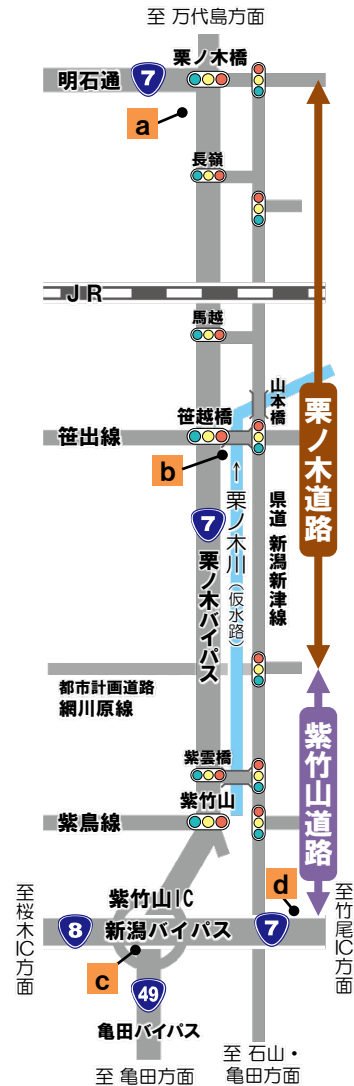 至 万代島方面
栗ノ木橋
明石通
7
a
長嶺
JR
馬越
山本橋
笹越橋
笹出線
b
栗ノ木道路
7
栗ノ木バイパス
↑栗ノ木川(仮水路)
県道 新潟新津線
都市計画道路
網川原線
紫雲橋
紫竹山
紫鳥線
紫竹山道路
紫竹山IC
d
至桜木IC方面
8
新潟バイパス
7
至竹尾IC方面
c
49
亀田バイパス
至 亀田方面
至 石山・
亀田方面